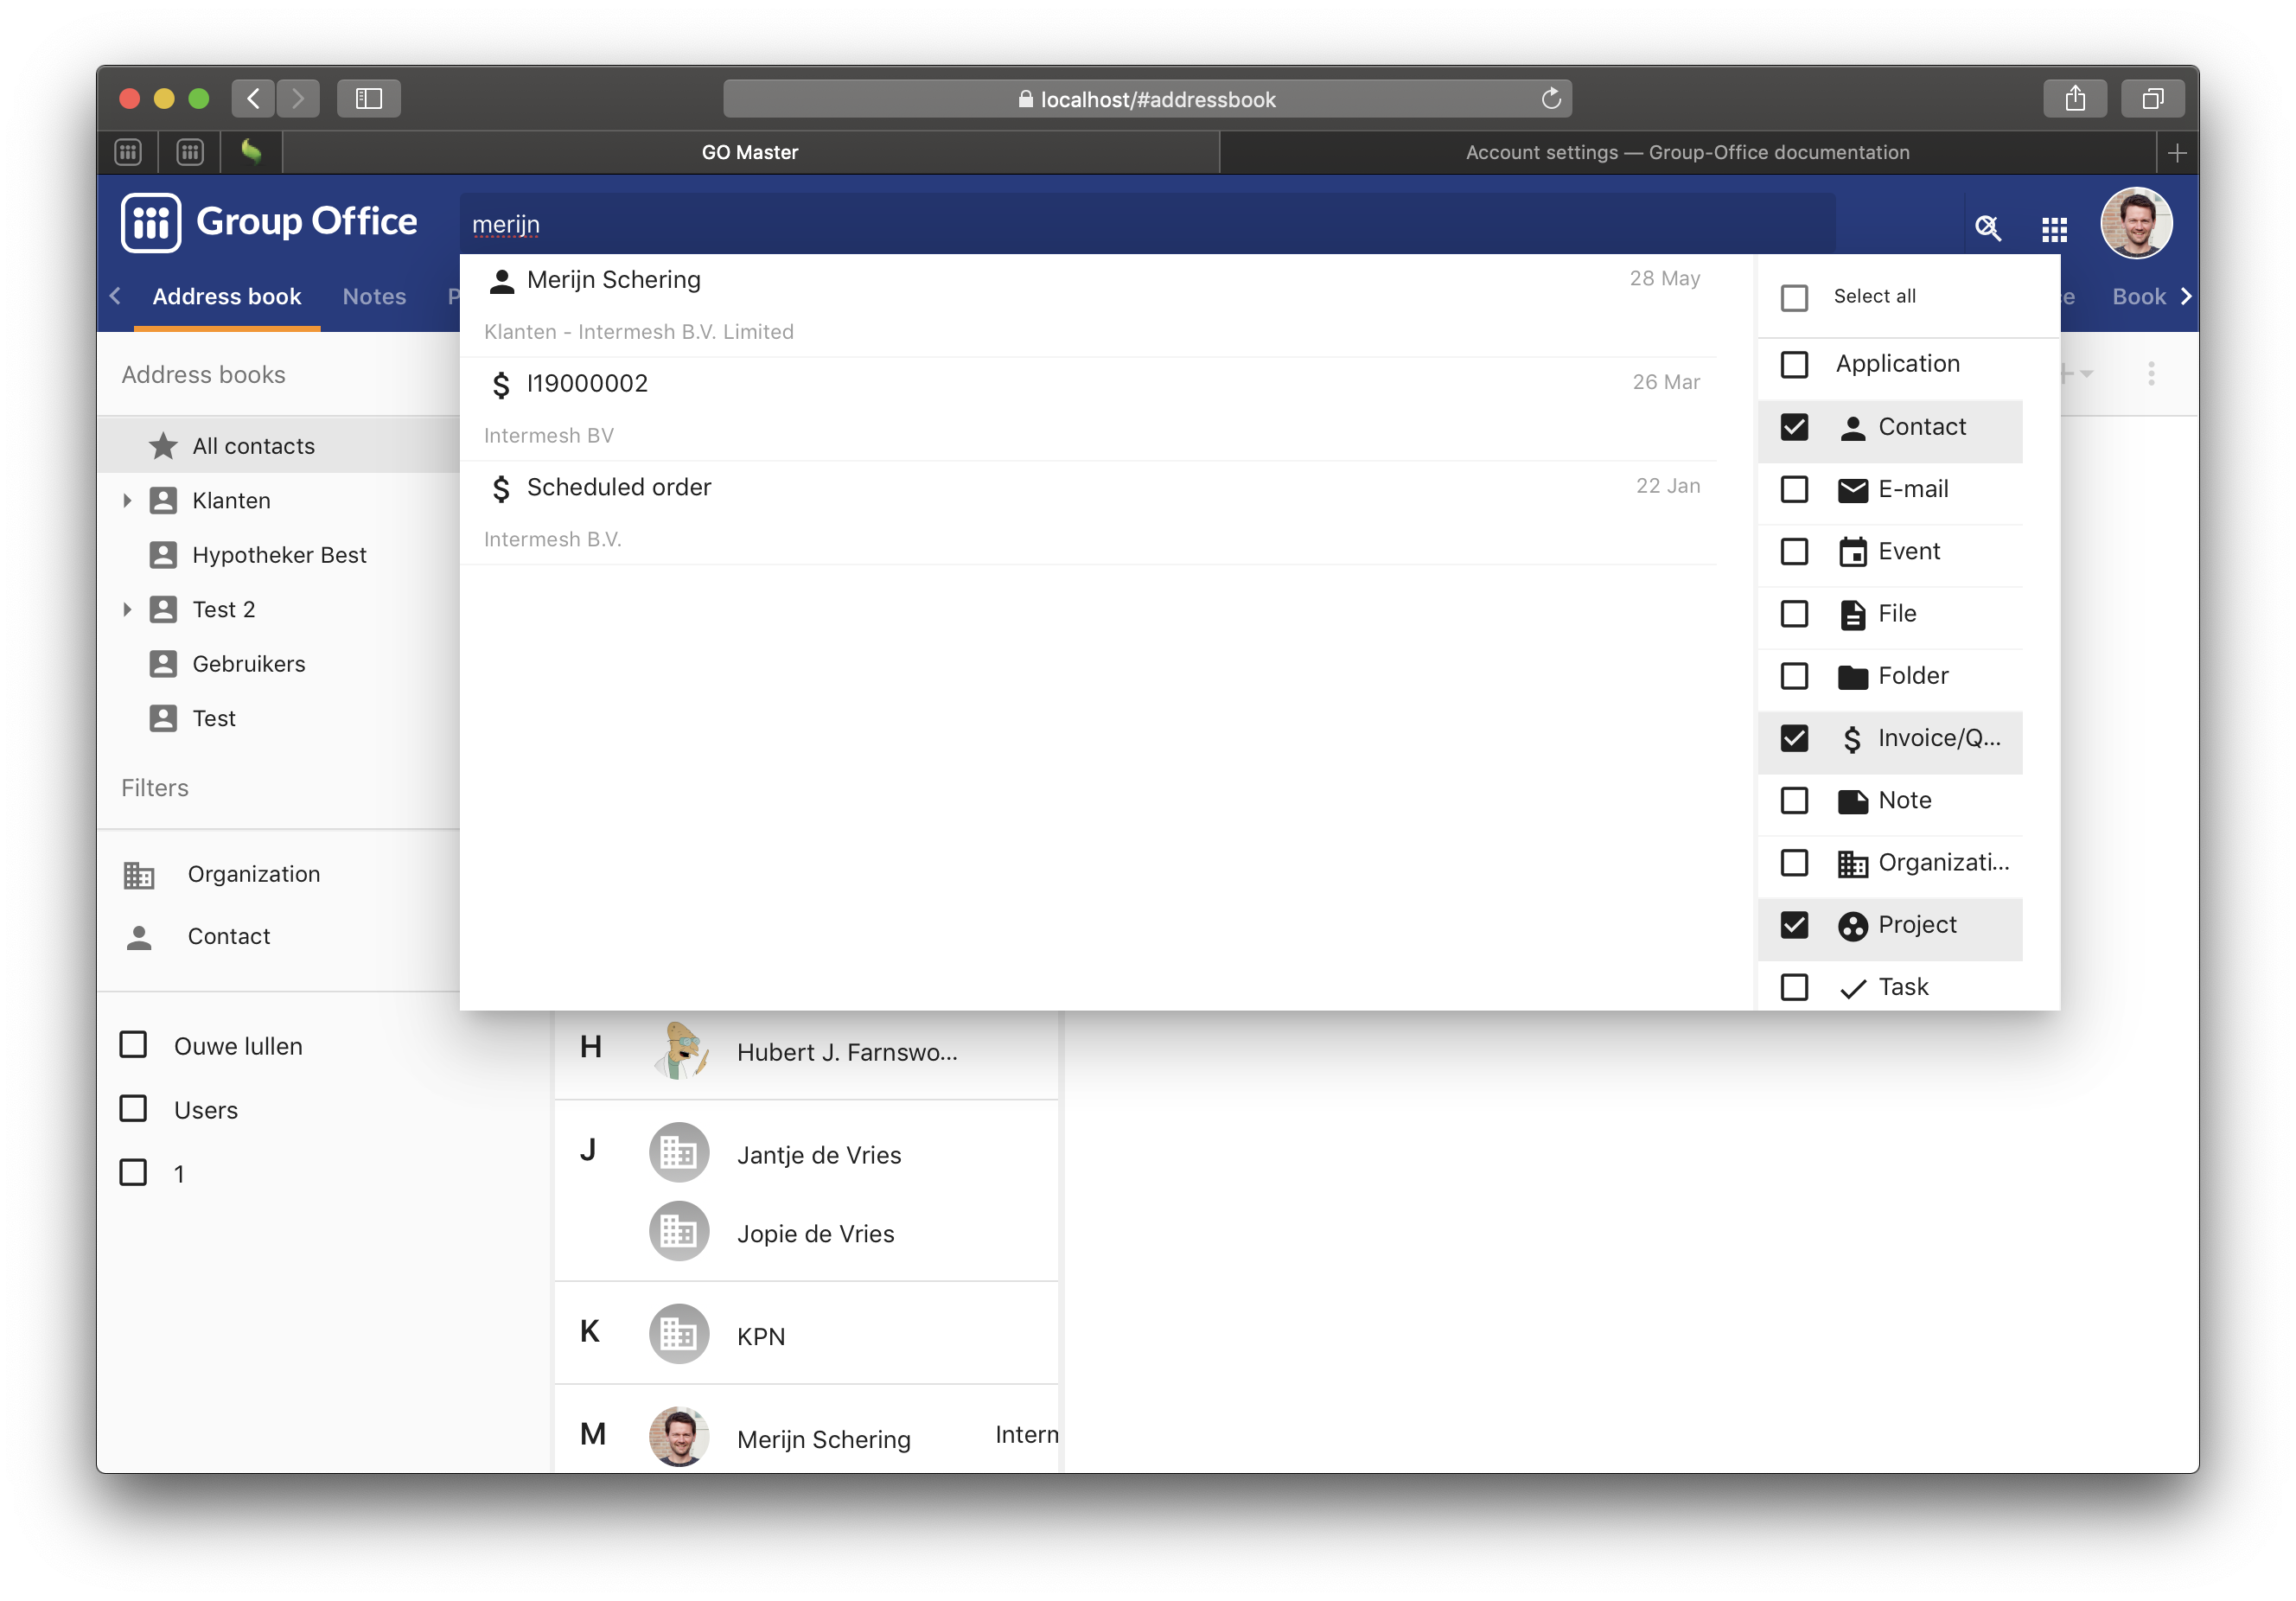 localhost/#addressbook
GO Master
Account settings — Group-Office documentation
Group Office
merijn
Address book
Notes
P
e
Book
Address books
All contacts
Klanten
Hypotheker Best
Test 2
Gebruikers
Test
Filters
Organization
Contact
Ouwe lullen
Users
1
Merijn Schering
28 May
Klanten - Intermesh B.V. Limited
I19000002
26 Mar
Intermesh BV
Scheduled order
22 Jan
Intermesh B.V.
Select all
Application
Contact
E-mail
Event
File
Folder
Invoice/Q...
Note
Organizati...
Project
Task
H
Hubert J. Farnswo...
J
Jantje de Vries
Jopie de Vries
K
KPN
M
Merijn Schering
Interm